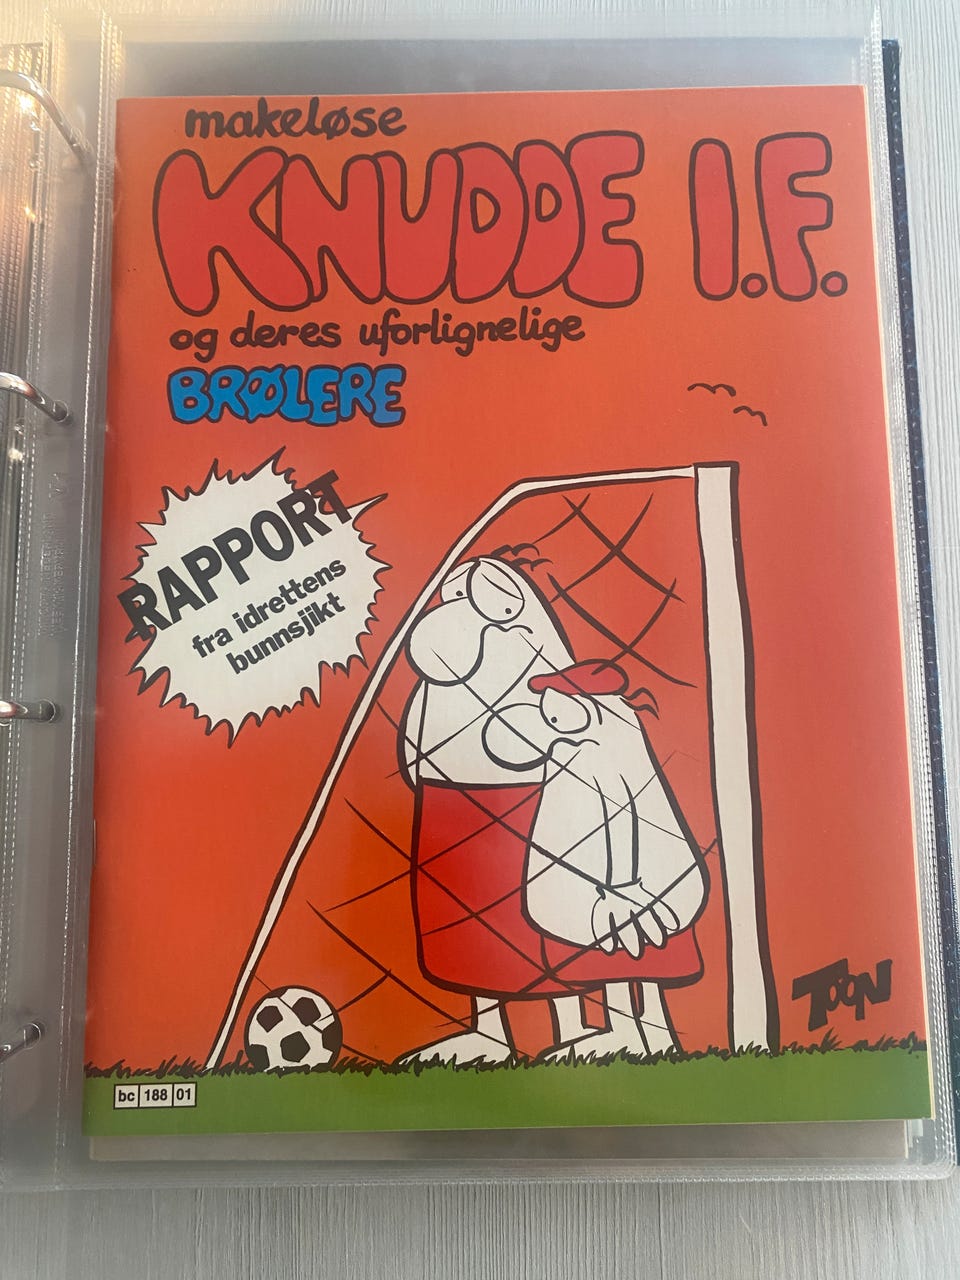 makeløse
KNUDDE I.F.
og deres uforlignelige
BRØLERE
RAPPORT
fra idrettens
bunnsjikt
TOON
bc 188 01